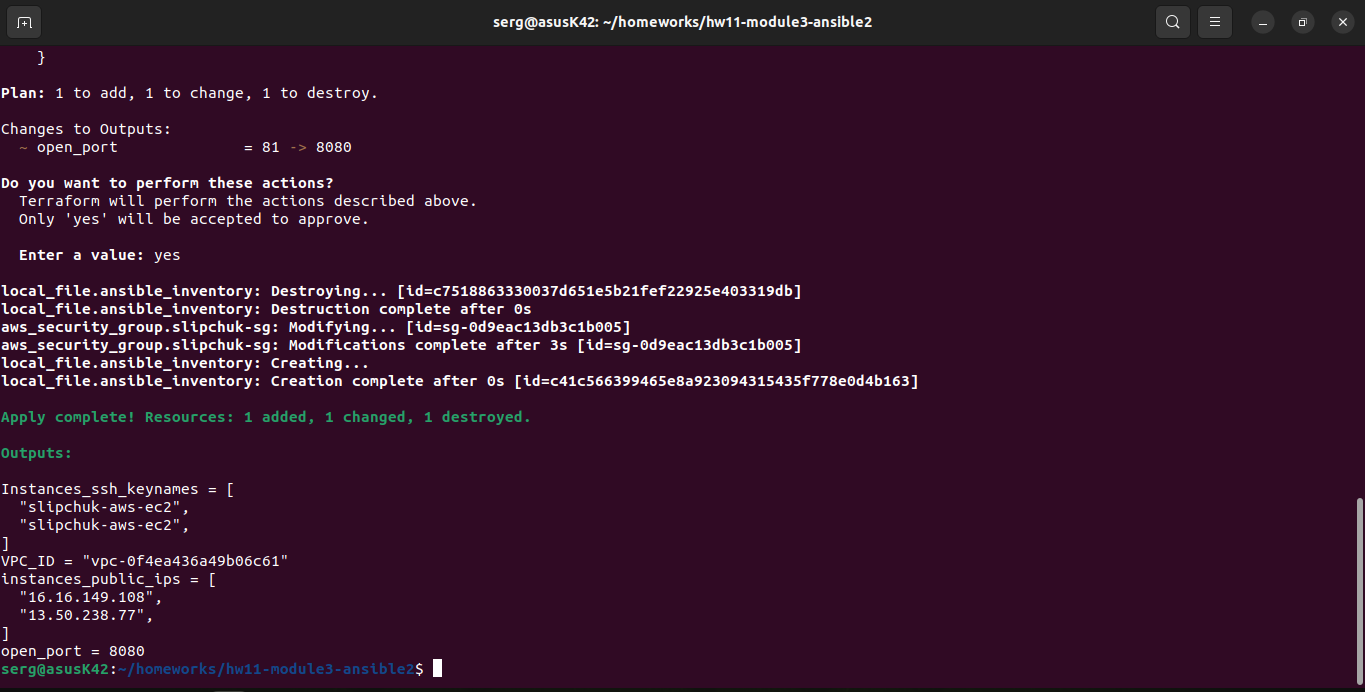 serg@asusK42: ~/homeworks/hw11-module3-ansible2
    }
Plan: 1 to add, 1 to change, 1 to destroy.
Changes to Outputs:
  ~ open_port              = 81 -> 8080
Do you want to perform these actions?
  Terraform will perform the actions described above.
  Only 'yes' will be accepted to approve.
  Enter a value: yes
local_file.ansible_inventory: Destroying... [id=c7518863330037d651e5b21fef22925e403319db]
local_file.ansible_inventory: Destruction complete after 0s
aws_security_group.slipchuk-sg: Modifying... [id=sg-0d9eac13db3c1b005]
aws_security_group.slipchuk-sg: Modifications complete after 3s [id=sg-0d9eac13db3c1b005]
local_file.ansible_inventory: Creating...
local_file.ansible_inventory: Creation complete after 0s [id=c41c566399465e8a923094315435f778e0d4b163]
Apply complete! Resources: 1 added, 1 changed, 1 destroyed.
Outputs:
Instances_ssh_keynames = [
  "slipchuk-aws-ec2",
  "slipchuk-aws-ec2",
]
VPC_ID = "vpc-0f4ea436a49b06c61"
instances_public_ips = [
  "16.16.149.108",
  "13.50.238.77",
]
open_port = 8080
serg@asusK42:~/homeworks/hw11-module3-ansible2$